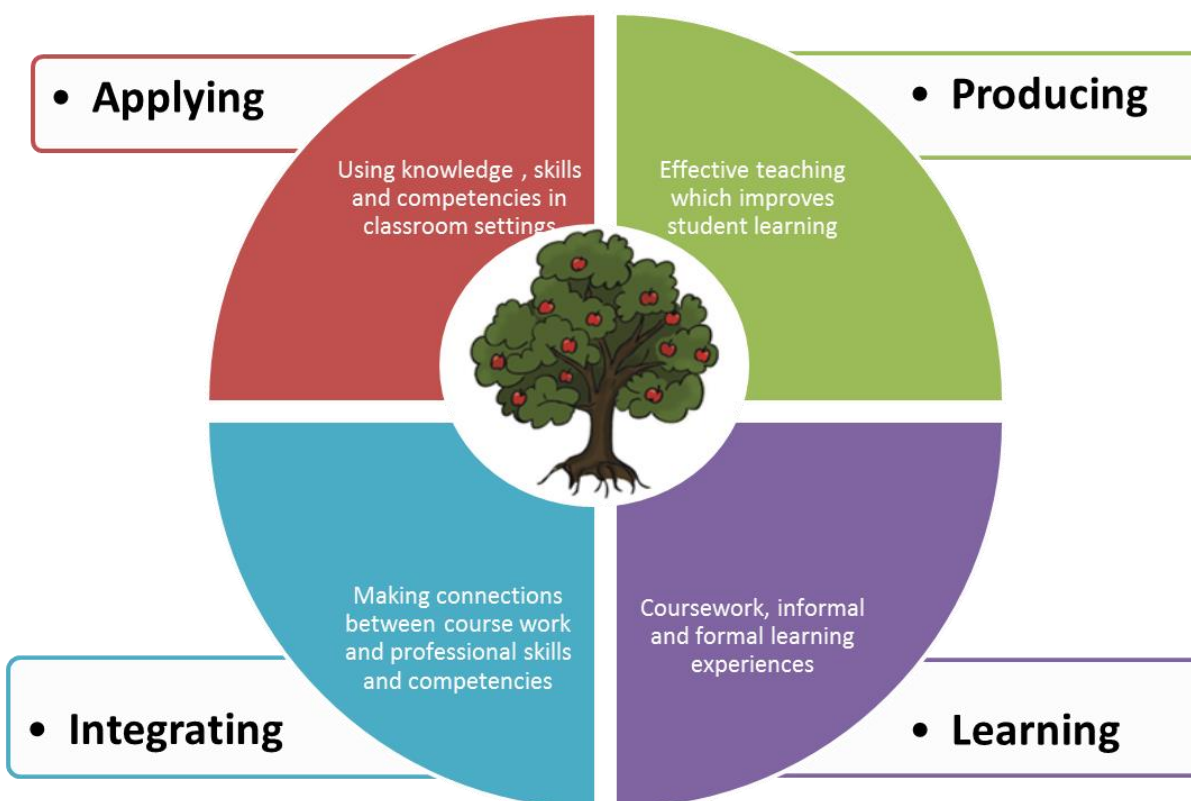 • Applying
• Producing
Using knowledge , skills
and competencies in
classroom settings
Effective teaching
which improves
student learning
Making connections
between course work
and professional skills
and competencies
Coursework, informal
and formal learning
experiences
• Integrating
• Learning